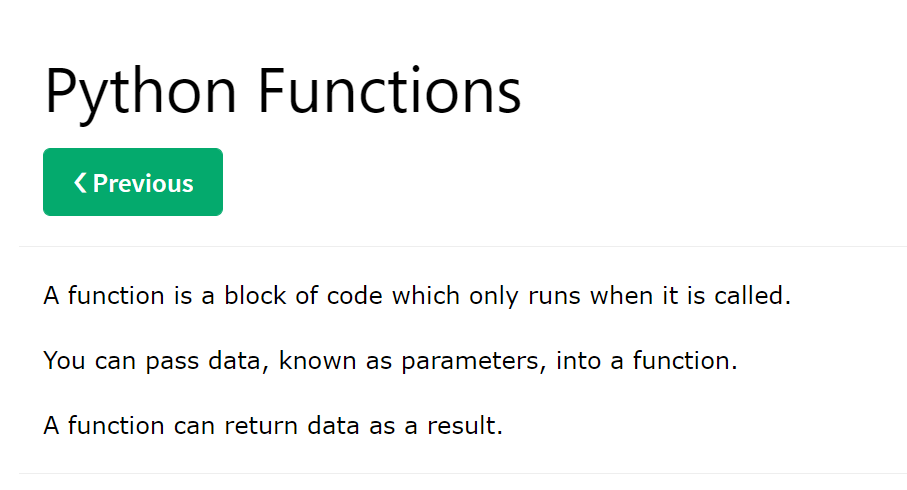 Python Functions
❮ Previous
A function is a block of code which only runs when it is called.
You can pass data, known as parameters, into a function.
A function can return data as a result.